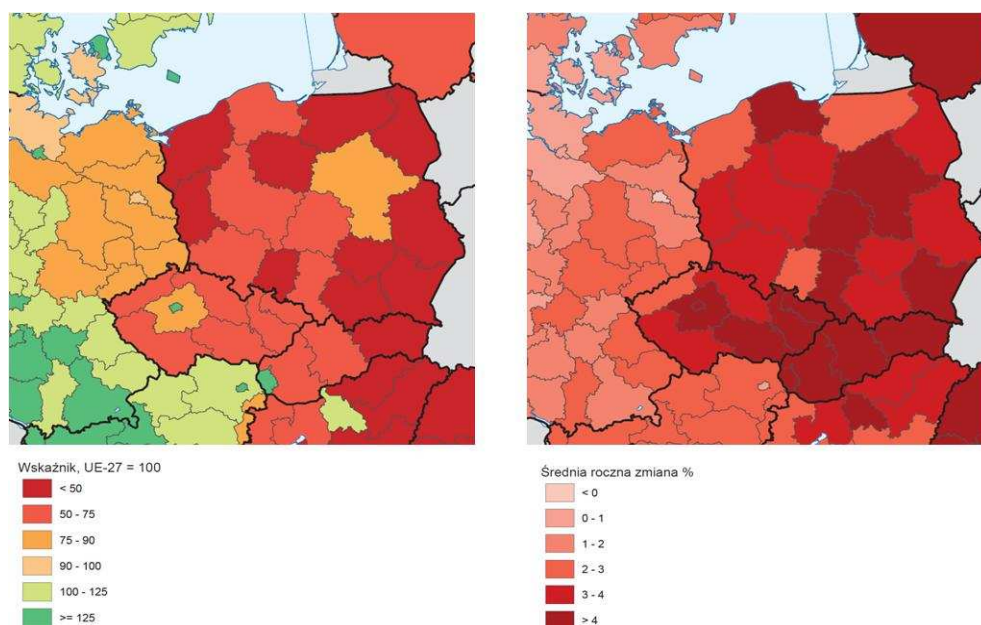 Wskaźnik, UE-27 = 100
< 50
50 - 75
75 - 90
90 - 100
100 - 125
>= 125
Średnia roczna zmiana %
< 0
0 - 1
1 - 2
2 - 3
3 - 4
> 4